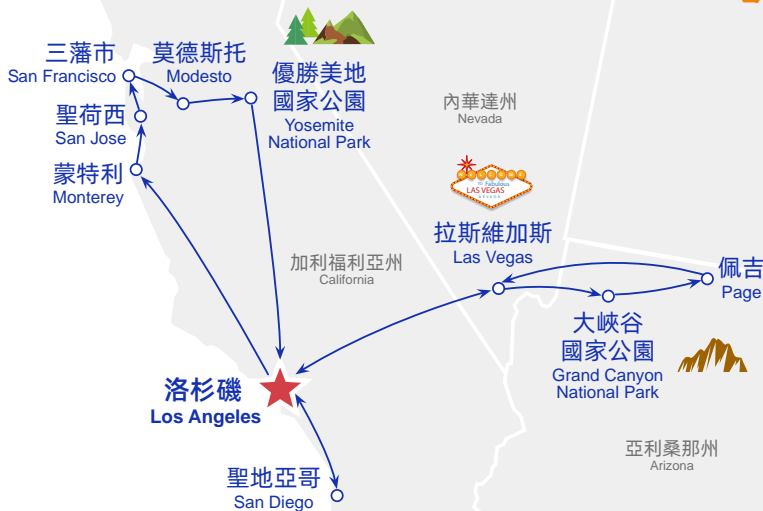 三藩市
San Francisco
莫德斯托
Modesto
優勝美地
國家公園
Yosemite
National Park
聖荷西
San Jose
蒙特利
Monterey
內華達州
Nevada
WELCOME
TO Fabulous
LAS VEGAS
NEVADA
拉斯維加斯
Las Vegas
加利福利亞州
California
佩吉
Page
大峽谷
國家公園
Grand Canyon
National Park
洛杉磯
Los Angeles
亞利桑那州
Arizona
聖地亞哥
San Diego